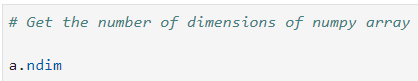 # Get the number of dimensions of numpy array
a.ndim